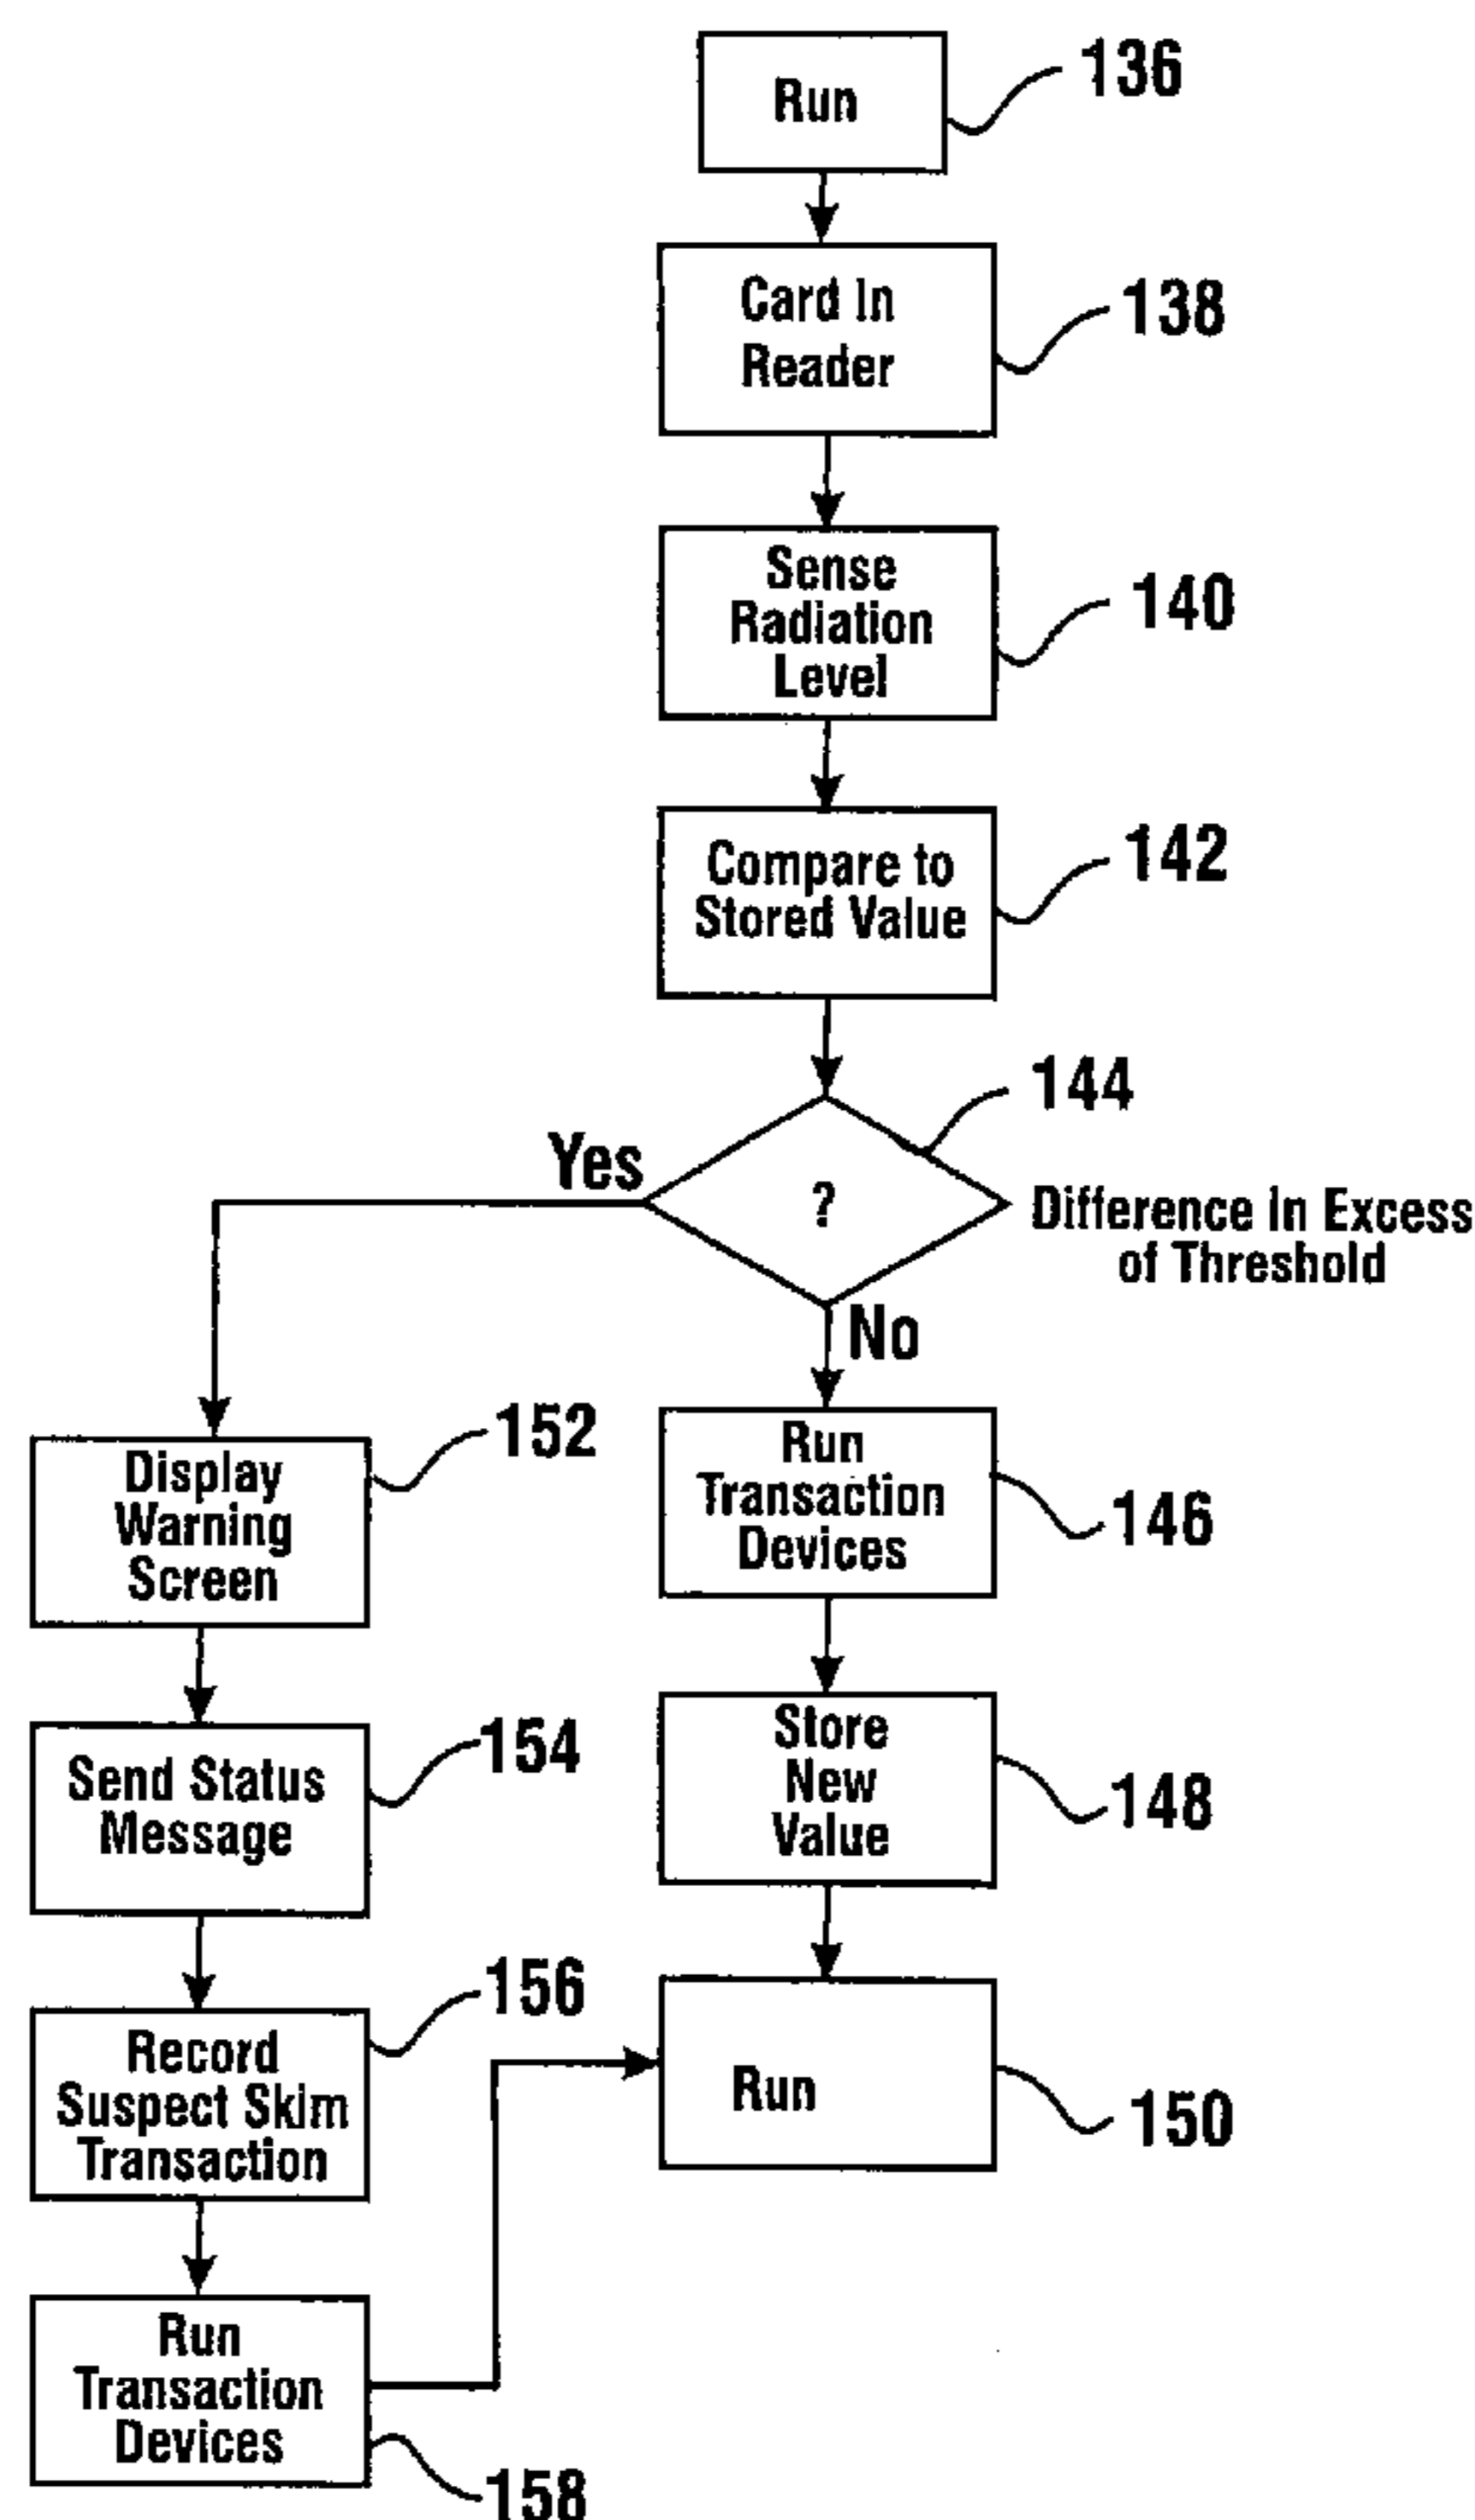 Run
136
Card In
Reader
138
Sense
Radiation
Level
140
Compare to
Stored Value
142
144
Yes
?
Difference In Excess
of Threshold
No
152
Display
Warning
Screen
Run
Transaction
Devices
146
154
Send Status
Message
Store
New
Value
148
156
Record
Suspect Skim
Transaction
Run
150
Run
Transaction
Devices
158